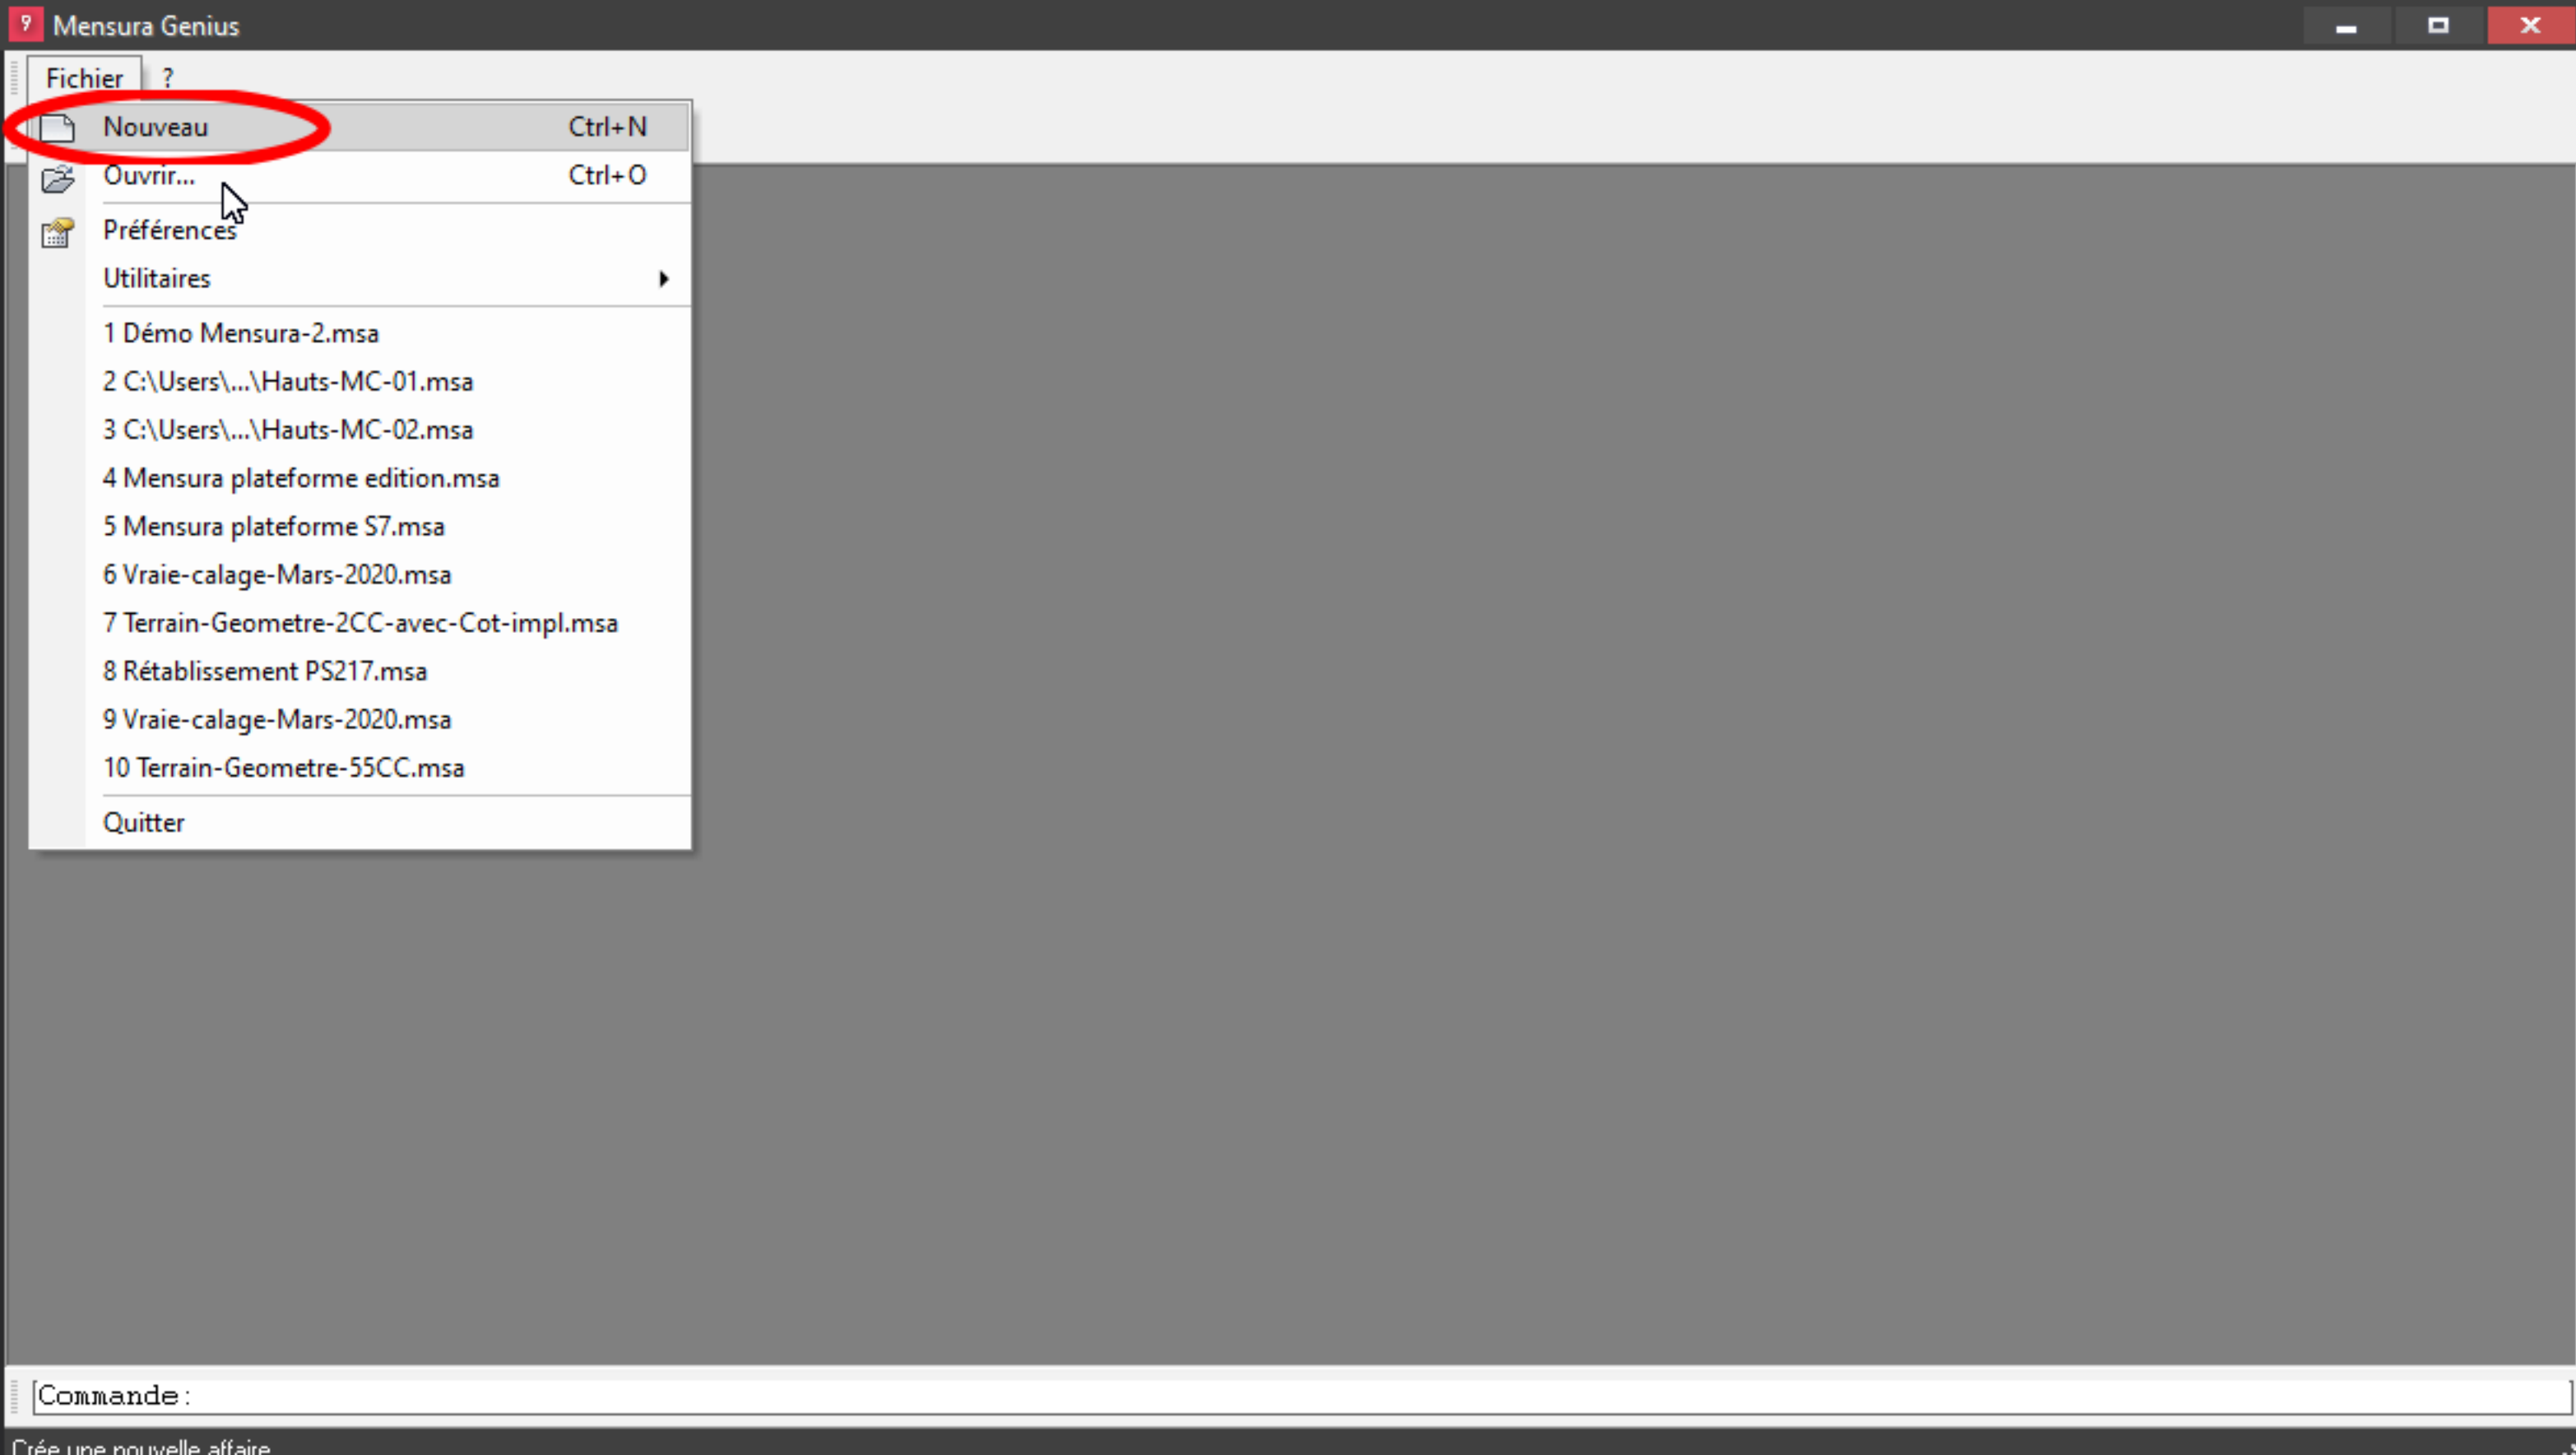 Mensura Genius
Fichier ?
Nouveau Ctrl+N
Ouvrir... Ctrl+O
Préférences
Utilitaires
1 Démo Mensura-2.msa
2 C:\Users\...\Hauts-MC-01.msa
3 C:\Users\...\Hauts-MC-02.msa
4 Mensura plateforme edition.msa
5 Mensura plateforme S7.msa
6 Vraie-calage-Mars-2020.msa
7 Terrain-Geometre-2CC-avec-Cot-impl.msa
8 Rétablissement PS217.msa
9 Vraie-calage-Mars-2020.msa
10 Terrain-Geometre-55CC.msa
Quitter
Commande:
Crée une nouvelle affaire